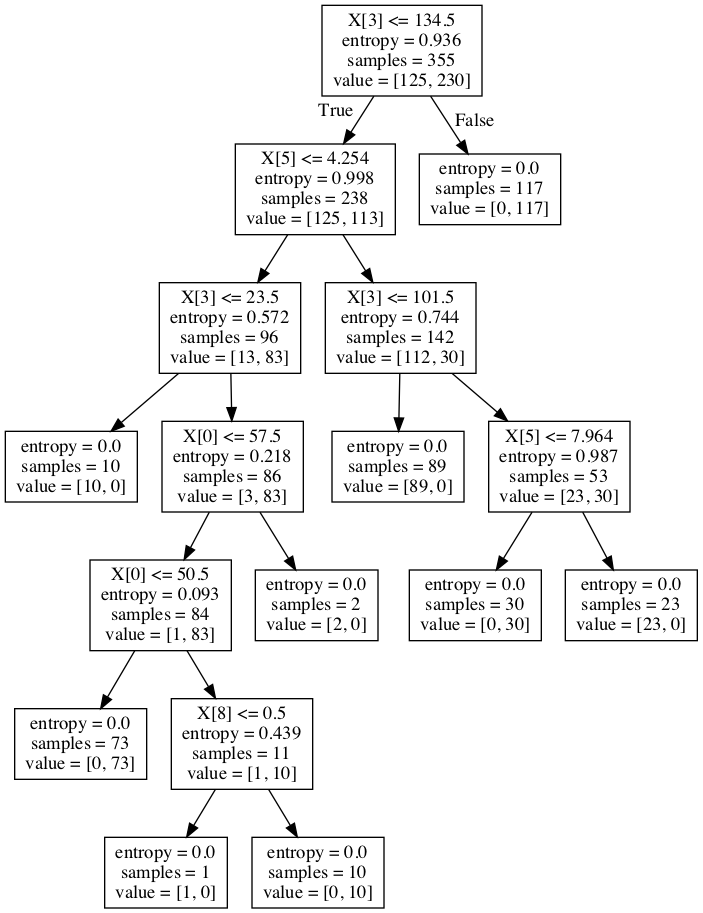 X[3] <= 134.5
entropy = 0.936
samples = 355
value = [125, 230]
True
False
X[5] <= 4.254
entropy = 0.998
samples = 238
value = [125, 113]
entropy = 0.0
samples = 117
value = [0, 117]
X[3] <= 23.5
entropy = 0.572
samples = 96
value = [13, 83]
X[3] <= 101.5
entropy = 0.744
samples = 142
value = [112, 30]
entropy = 0.0
samples = 10
value = [10, 0]
X[0] <= 57.5
entropy = 0.218
samples = 86
value = [3, 83]
entropy = 0.0
samples = 89
value = [89, 0]
X[5] <= 7.964
entropy = 0.987
samples = 53
value = [23, 30]
X[0] <= 50.5
entropy = 0.093
samples = 84
value = [1, 83]
entropy = 0.0
samples = 2
value = [2, 0]
entropy = 0.0
samples = 30
value = [0, 30]
entropy = 0.0
samples = 23
value = [23, 0]
entropy = 0.0
samples = 73
value = [0, 73]
X[8] <= 0.5
entropy = 0.439
samples = 11
value = [1, 10]
entropy = 0.0
samples = 1
value = [1, 0]
entropy = 0.0
samples = 10
value = [0, 10]